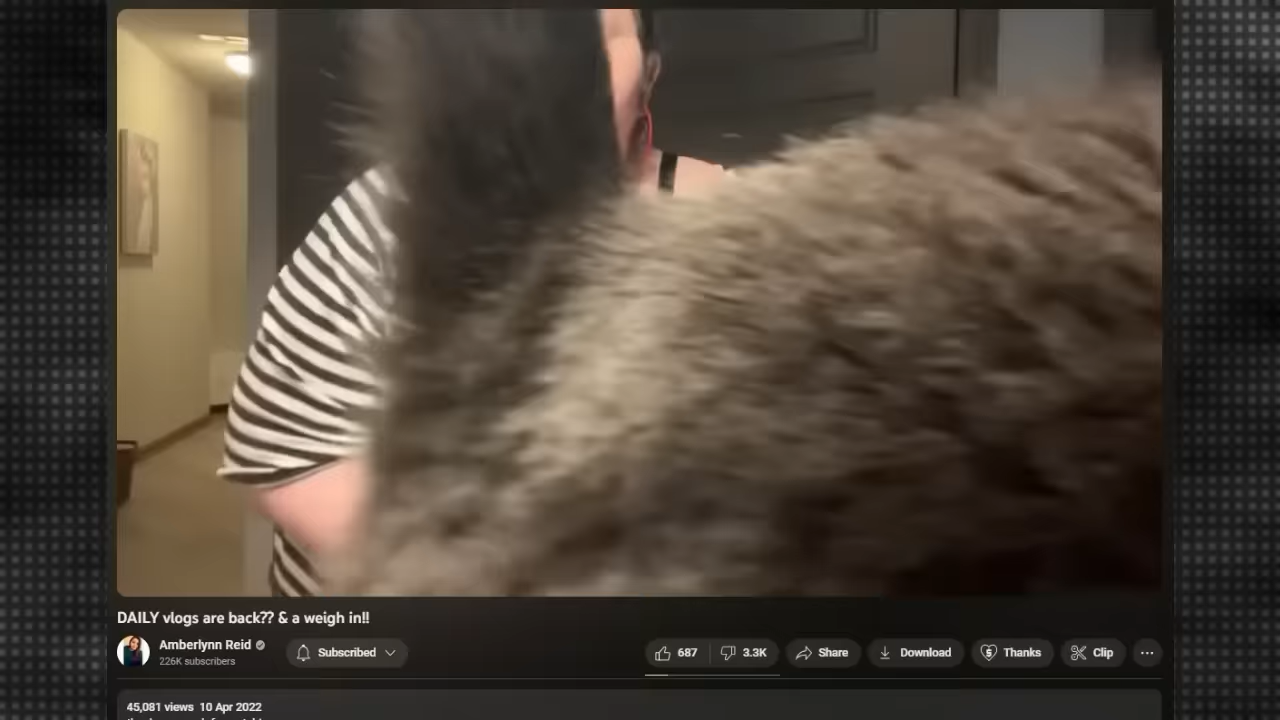 DAILY vlogs are back?? & a weigh in!!
Amberlynn Reid
226K subscribers
Subscribed
687
3.3K
Share
Download
Thanks
Clip
45,081 views 10 Apr 2022